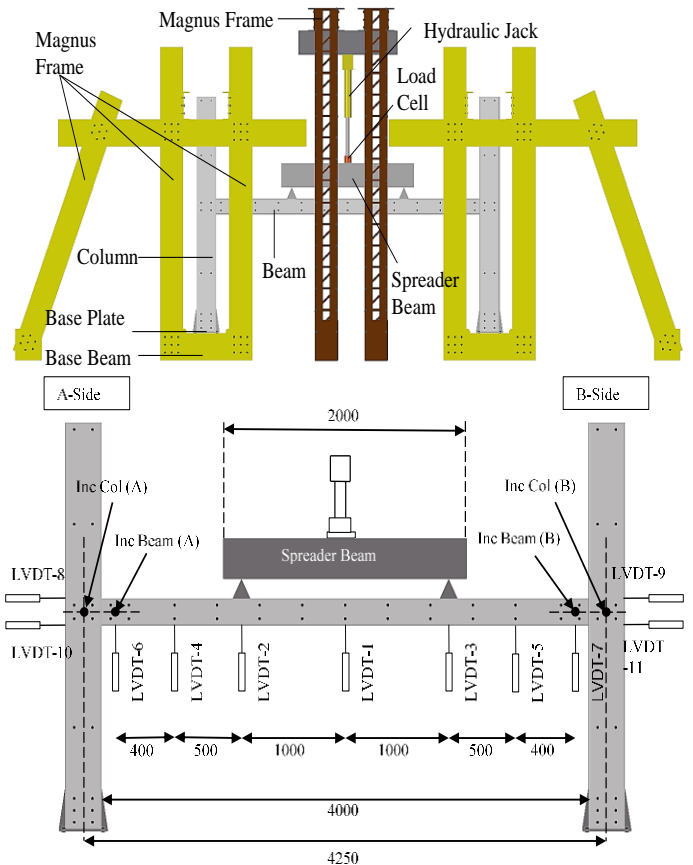 Magnus Frame
Hydraulic Jack
Magnus
Frame
Load
Cell
Column
Beam
Spreader
Beam
Base Plate
Base Beam
A-Side
B-Side
2000
Inc Col (A)
Inc Col (B)
Inc Beam (A)
Inc Beam (B)
Spreader Beam
LVDT-8
LVDT-9
LVDT-10
LVDT
-11
LVDT-6
LVDT-4
LVDT-2
LVDT-1
LVDT-3
LVDT-5
LVDT-7
400
500
1000
1000
500
400
4000
4250